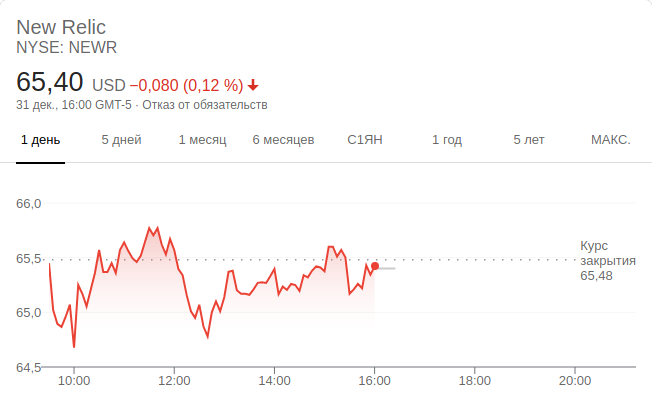 New Relic
NYSE: NEWR
65,40 USD −0,080 (0,12 %)
31 дек., 16:00 GMT-5 · Отказ от обязательств
1 день 5 дней 1 месяц 6 месяцев С1ЯН 1 год 5 лет МАКС.
66,0
65,5
Курс
закрытия
65,48
65,0
64,5
10:00 12:00 14:00 16:00 18:00 20:00